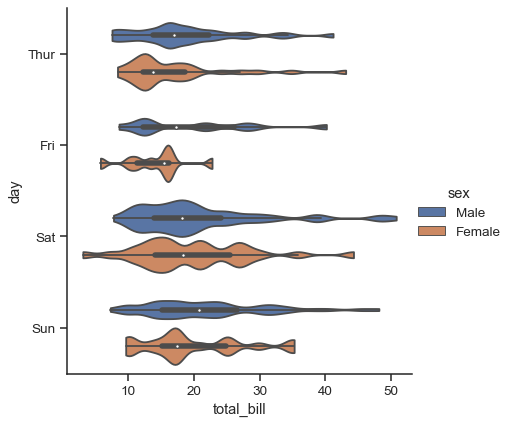 Thur
Fri
Sat
Sun
day
10 20 30 40 50
total_bill
sex
Male
Female